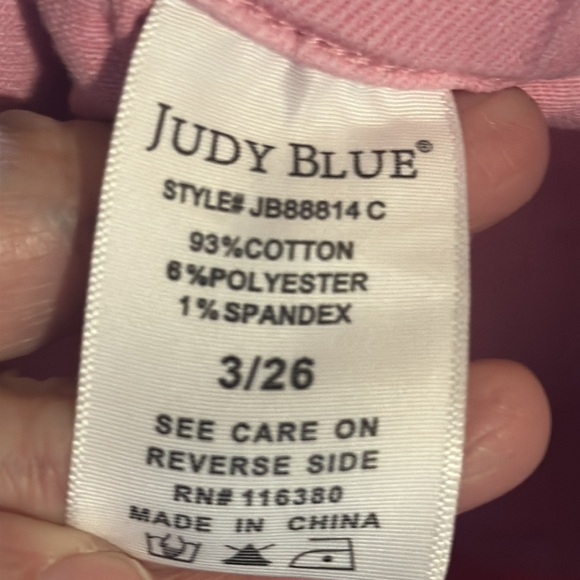 JUDY BLUE®
STYLE# JB88814 C
93%COTTON
6%POLYESTER
1%SPANDEX
3/26
SEE CARE ON
REVERSE SIDE
RN# 116380
MADE IN CHINA